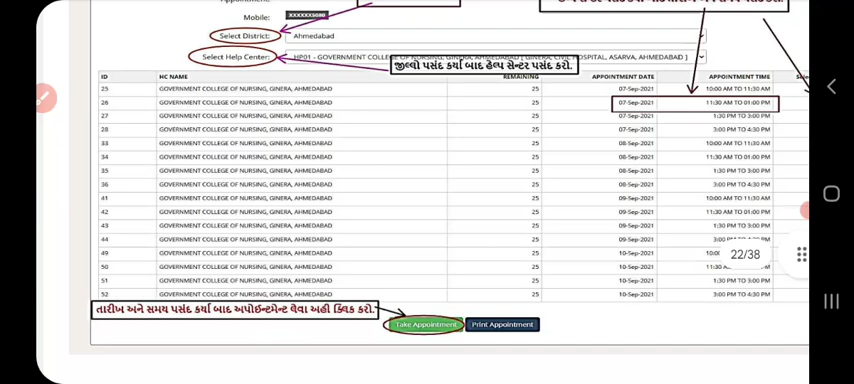 Mobile: XXXXXX5680
Select District: Ahmedabad
Select Help Center: HP01 - GOVERNMENT COLLEGE OF NURSING, GINERA, AHMEDABAD [ GINERA, CIVIL HOSPITAL, ASARVA, AHMEDABAD ]
જીલ્લો પસંદ કર્યા બાદ હેલ્પ સેન્ટર પસંદ કરો.
ID HC NAME REMAINING APPOINTMENT DATE APPOINTMENT TIME
25 GOVERNMENT COLLEGE OF NURSING, GINERA, AHMEDABAD 25 07-Sep-2021 10:00 AM TO 11:30 AM
26 GOVERNMENT COLLEGE OF NURSING, GINERA, AHMEDABAD 25 07-Sep-2021 11:30 AM TO 01:00 PM
27 GOVERNMENT COLLEGE OF NURSING, GINERA, AHMEDABAD 25 07-Sep-2021 1:30 PM TO 3:00 PM
28 GOVERNMENT COLLEGE OF NURSING, GINERA, AHMEDABAD 25 07-Sep-2021 3:00 PM TO 4:30 PM
33 GOVERNMENT COLLEGE OF NURSING, GINERA, AHMEDABAD 25 08-Sep-2021 10:00 AM TO 11:30 AM
34 GOVERNMENT COLLEGE OF NURSING, GINERA, AHMEDABAD 25 08-Sep-2021 11:30 AM TO 01:00 PM
35 GOVERNMENT COLLEGE OF NURSING, GINERA, AHMEDABAD 25 08-Sep-2021 1:30 PM TO 3:00 PM
36 GOVERNMENT COLLEGE OF NURSING, GINERA, AHMEDABAD 25 08-Sep-2021 3:00 PM TO 4:30 PM
41 GOVERNMENT COLLEGE OF NURSING, GINERA, AHMEDABAD 25 09-Sep-2021 10:00 AM TO 11:30 AM
42 GOVERNMENT COLLEGE OF NURSING, GINERA, AHMEDABAD 25 09-Sep-2021 11:30 AM TO 01:00 PM
43 GOVERNMENT COLLEGE OF NURSING, GINERA, AHMEDABAD 25 09-Sep-2021 1:30 PM TO 3:00 PM
44 GOVERNMENT COLLEGE OF NURSING, GINERA, AHMEDABAD 25 09-Sep-2021 3:00 PM
49 GOVERNMENT COLLEGE OF NURSING, GINERA, AHMEDABAD 25 10-Sep-2021
22/38
50 GOVERNMENT COLLEGE OF NURSING, GINERA, AHMEDABAD 25 10-Sep-2021
51 GOVERNMENT COLLEGE OF NURSING, GINERA, AHMEDABAD 25 10-Sep-2021 1:30 PM TO 3:00 PM
52 GOVERNMENT COLLEGE OF NURSING, GINERA, AHMEDABAD 25 10-Sep-2021 3:00 PM TO 4:30 PM
તારીખ અને સમય પસંદ કર્યા બાદ અપોઈન્ટમેન્ટ લેવા અહી ક્લિક કરો.
Take Appointment Print Appointment